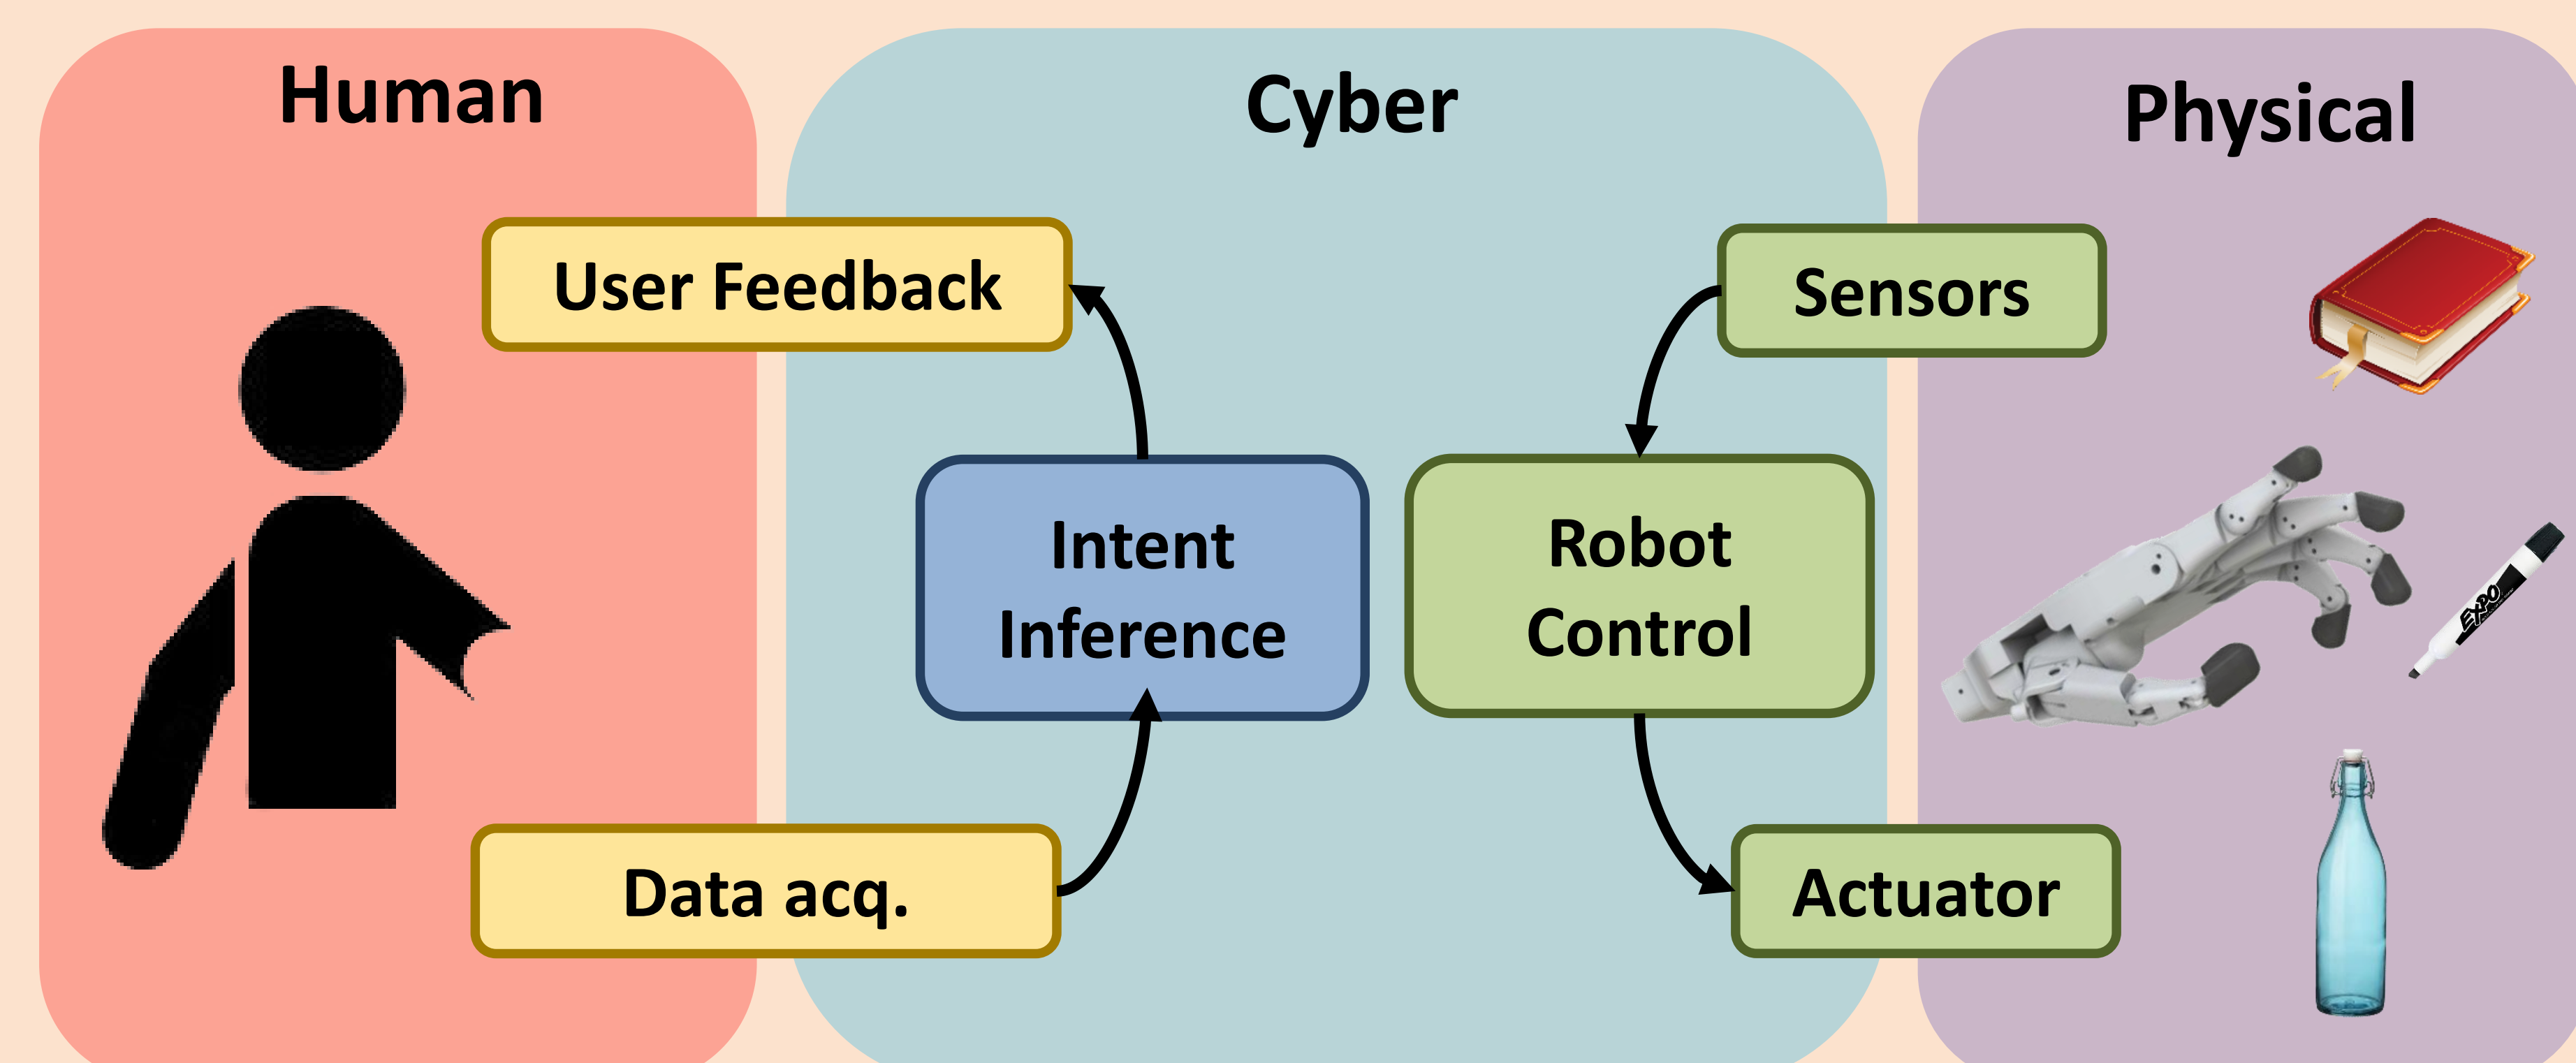 Human
Cyber
Physical
User Feedback
Sensors
Intent
Inference
Robot
Control
EXPO
Data acq.
Actuator